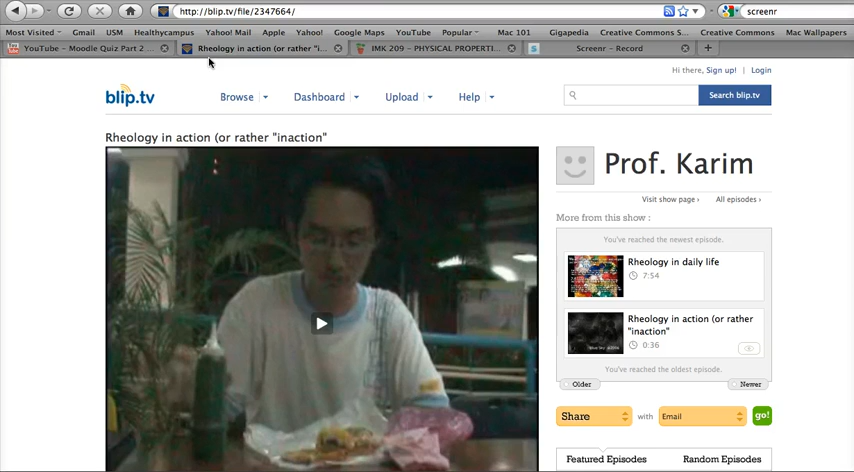 http://blip.tv/file/2347664/
screenr
Most Visited Gmail USM Healthycampus Yahoo! Mail Apple Yahoo! Google Maps YouTube Popular Mac 101 Gigapedia Creative Commons S... Creative Commons Mac Wallpapers
YouTube – Moodle Quiz Part 2 ... Rheology in action (or rather "i... IMK 209 – PHYSICAL PROPERTI... Screenr – Record
Hi there, Sign up! | Login
blip.tv Browse Dashboard Upload Help Search blip.tv
Rheology in action (or rather "inaction"
Prof. Karim
Visit show page › All episodes ›
More from this show :
You've reached the newest episode.
Rheology in daily life
7:54
Rheology in action (or rather
"inaction"
0:36
You've reached the oldest episode.
Older Newer
Share with Email go!
Featured Episodes Random Episodes